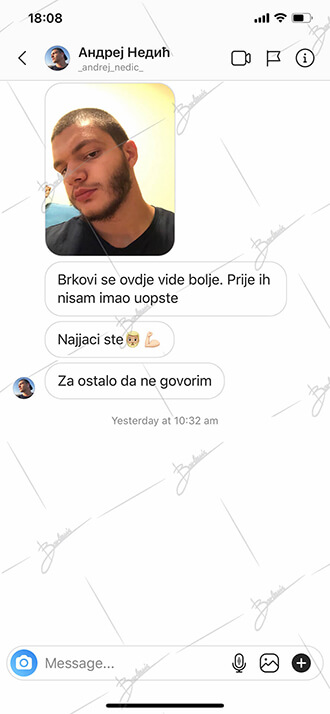 18:08
Андреј Недић
_andrej_nedic_
Brkovi se ovdje vide bolje. Prije ih
nisam imao uopste
Najjaci ste
Za ostalo da ne govorim
Yesterday at 10:32 am
Message...